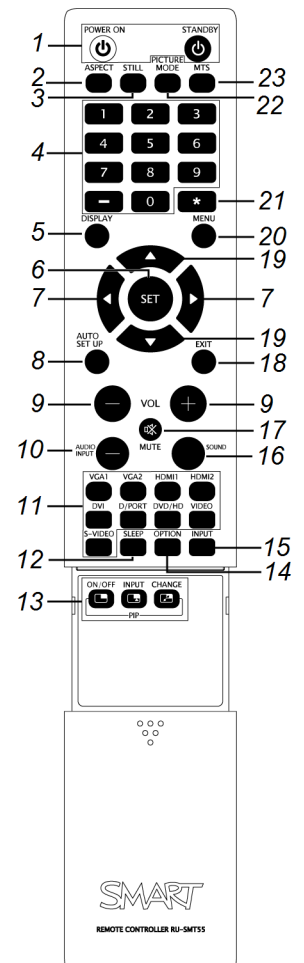 POWER ON STANDBY
1
PICTURE
ASPECT STILL MODE MTS
2 23
3 22
1 2 3
4
4 5 6
7 8 9
− 0 *
21
DISPLAY MENU
5 20
19
6
7 SET 7
19
AUTO
SET UP EXIT
8 18
9 − VOL + 9
17
MUTE
10 AUDIO
INPUT − SOUND
16
VGA1 VGA2 HDMI1 HDMI2
11
DVI D/PORT DVD/HD VIDEO
S-VIDEO SLEEP OPTION INPUT
12 15
14
ON/OFF INPUT CHANGE
13
PIP
SMART
REMOTE CONTROLLER RU-SMT55